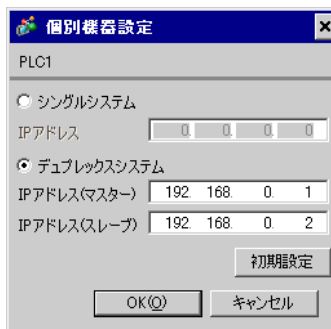 個別機器設定
PLC1
シングルシステム
IPアドレス 0. 0. 0. 0
デュプレックスシステム
IPアドレス(マスター) 192. 168. 0. 1
IPアドレス(スレーブ) 192. 168. 0. 2
初期設定
OK(O) キャンセル